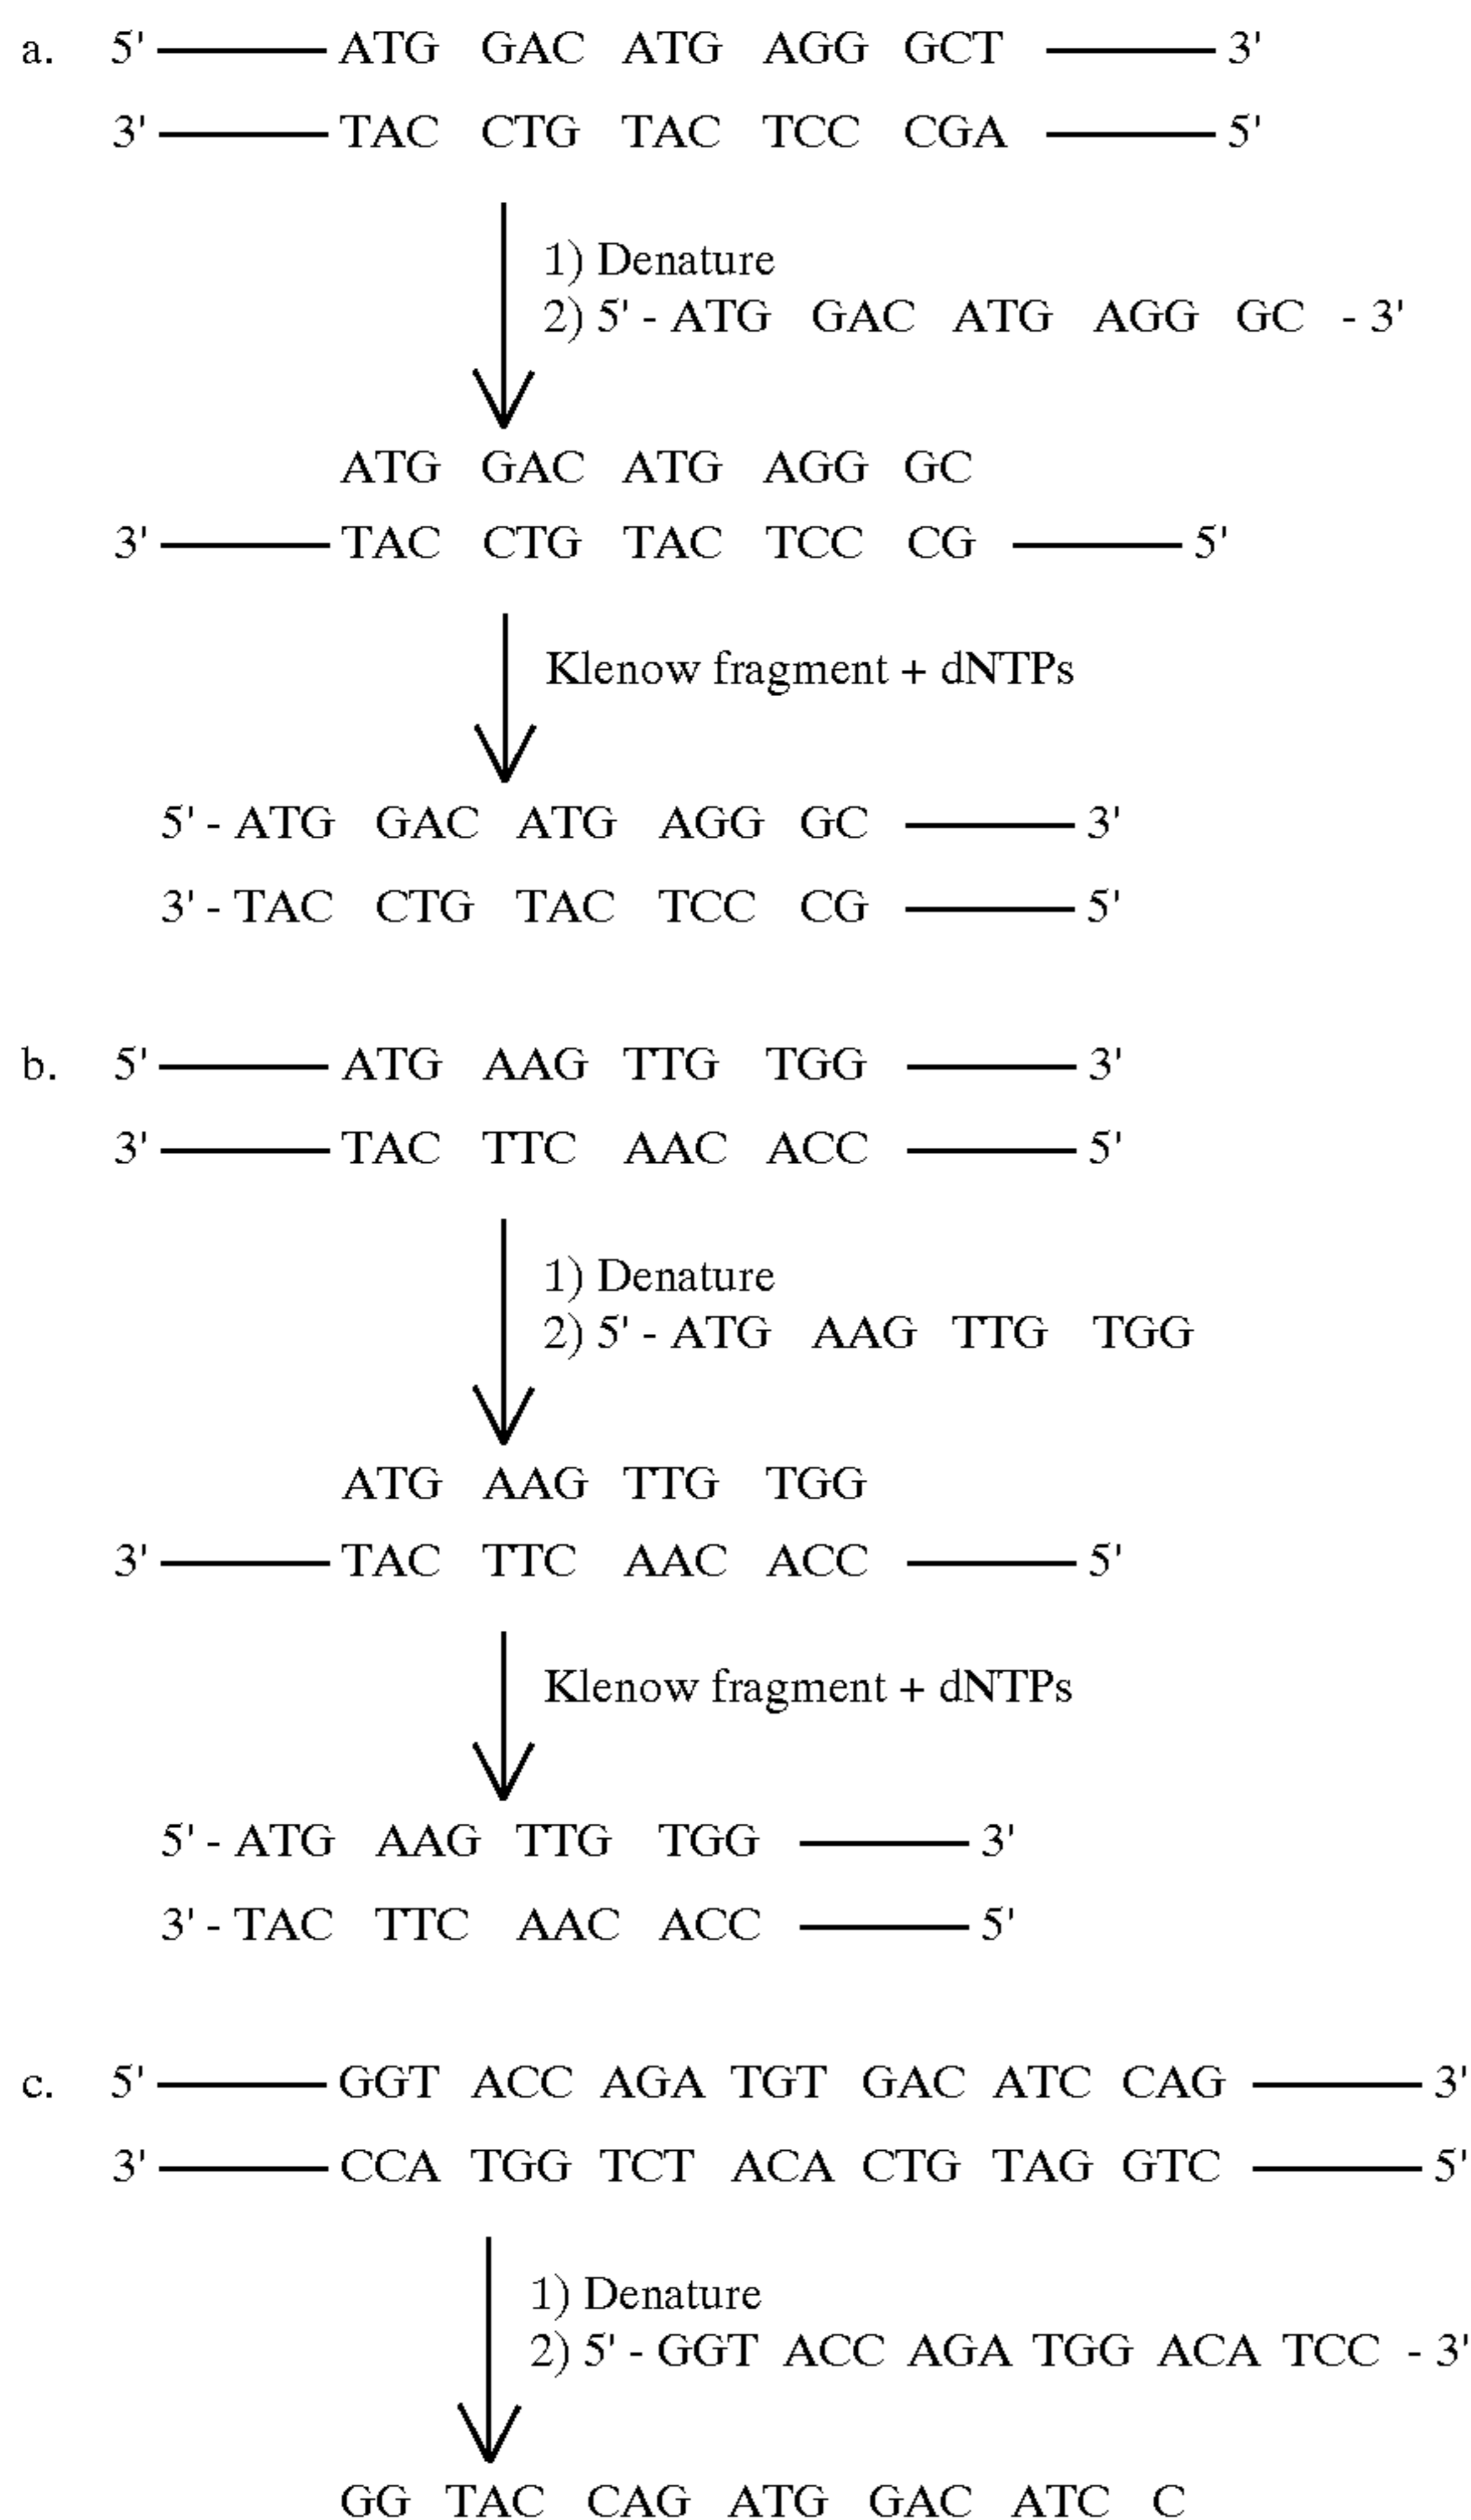 a. 5' ATG GAC ATG AGG GCT 3'
3' TAC CTG TAC TCC CGA 5'
1) Denature
2) 5' - ATG GAC ATG AGG GC - 3'
ATG GAC ATG AGG GC
3' TAC CTG TAC TCC CG 5'
Klenow fragment + dNTPs
5' - ATG GAC ATG AGG GC 3'
3' - TAC CTG TAC TCC CG 5'
b. 5' ATG AAG TTG TGG 3'
3' TAC TTC AAC ACC 5'
1) Denature
2) 5' - ATG AAG TTG TGG
ATG AAG TTG TGG
3' TAC TTC AAC ACC 5'
Klenow fragment + dNTPs
5' - ATG AAG TTG TGG 3'
3' - TAC TTC AAC ACC 5'
c. 5' GGT ACC AGA TGT GAC ATC CAG 3'
3' CCA TGG TCT ACA CTG TAG GTC 5'
1) Denature
2) 5' - GGT ACC AGA TGG ACA TCC - 3'
GG TAC CAG ATG GAC ATC C